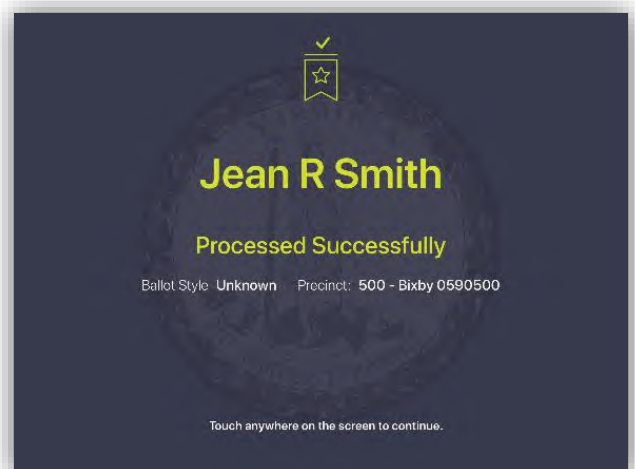 Jean R Smith
Processed Successfully
Ballot Style Unknown Precinct: 500 - Bixby 0590500
Touch anywhere on the screen to continue.